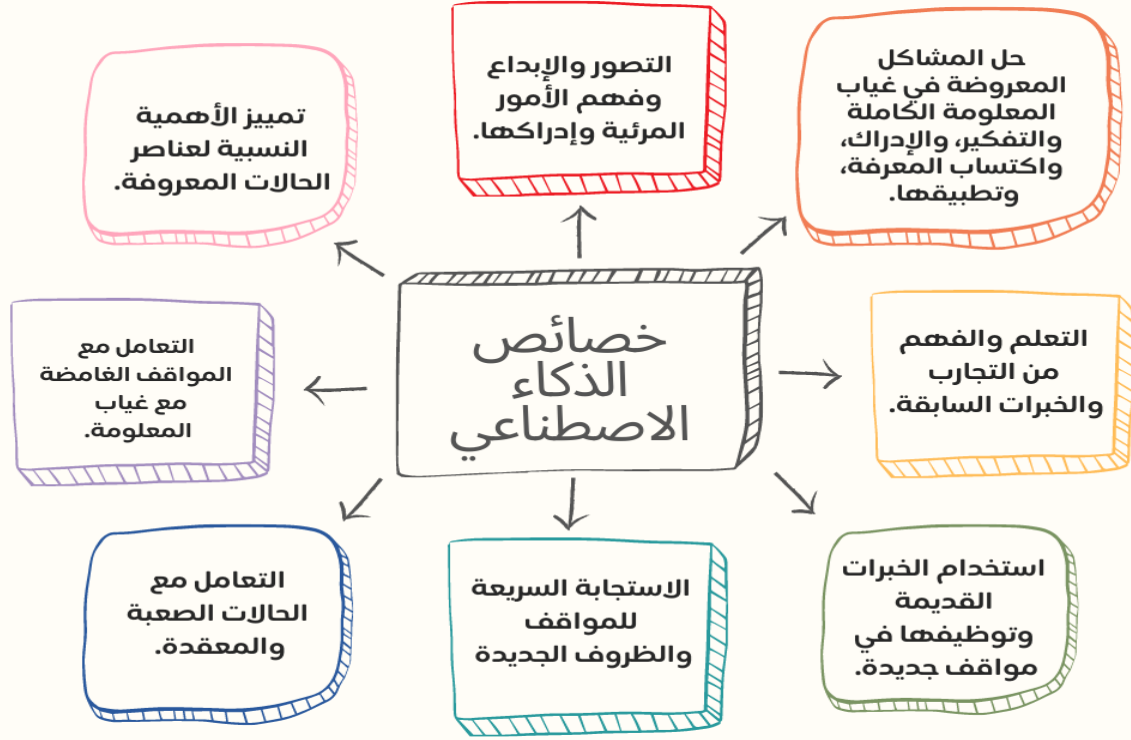 خصائص
الذكاء
الاصطناعي
حل المشاكل
المعروضة في غياب
المعلومة الكاملة
والتفكير، والإدراك،
واكتساب المعرفة،
وتطبيقها.
التصور والإبداع
وفهم الأمور
المرئية وإدراكها.
تمييز الأهمية
النسبية لعناصر
الحالات المعروفة.
التعلم والفهم
من التجارب
والخبرات السابقة.
التعامل مع
المواقف الغامضة
مع غياب
المعلومة.
استخدام الخبرات
القديمة
وتوظيفها في
مواقف جديدة.
الاستجابة السريعة
للمواقف
والظروف الجديدة
التعامل مع
الحالات الصعبة
والمعقدة.